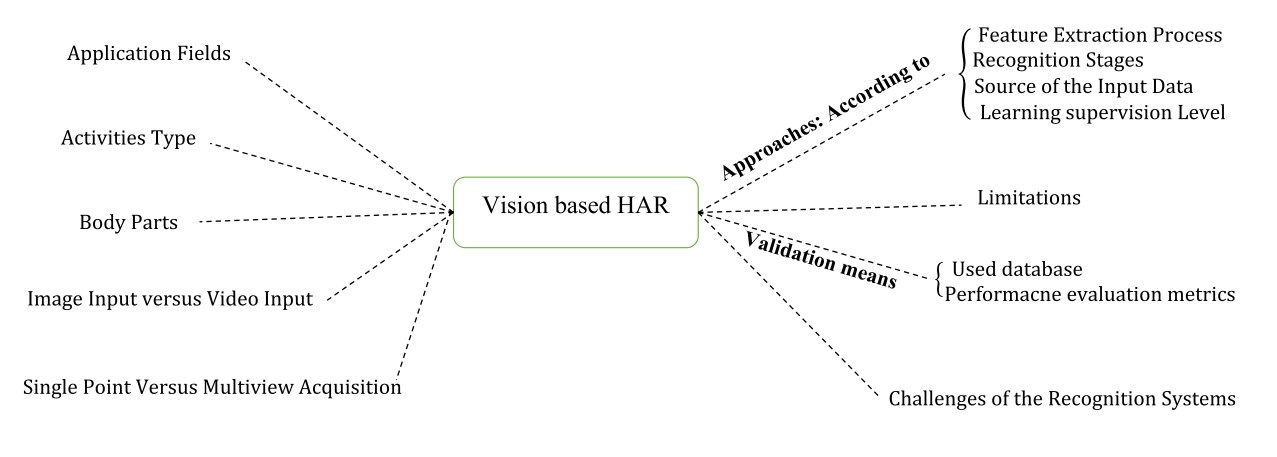 Application Fields
Activities Type
Body Parts
Image Input versus Video Input
Single Point Versus Multiview Acquisition
Vision based HAR
Approaches: According to
Feature Extraction Process
Recognition Stages
Source of the Input Data
Learning supervision Level
Limitations
Validation means
Used database
Performacne evaluation metrics
Challenges of the Recognition Systems